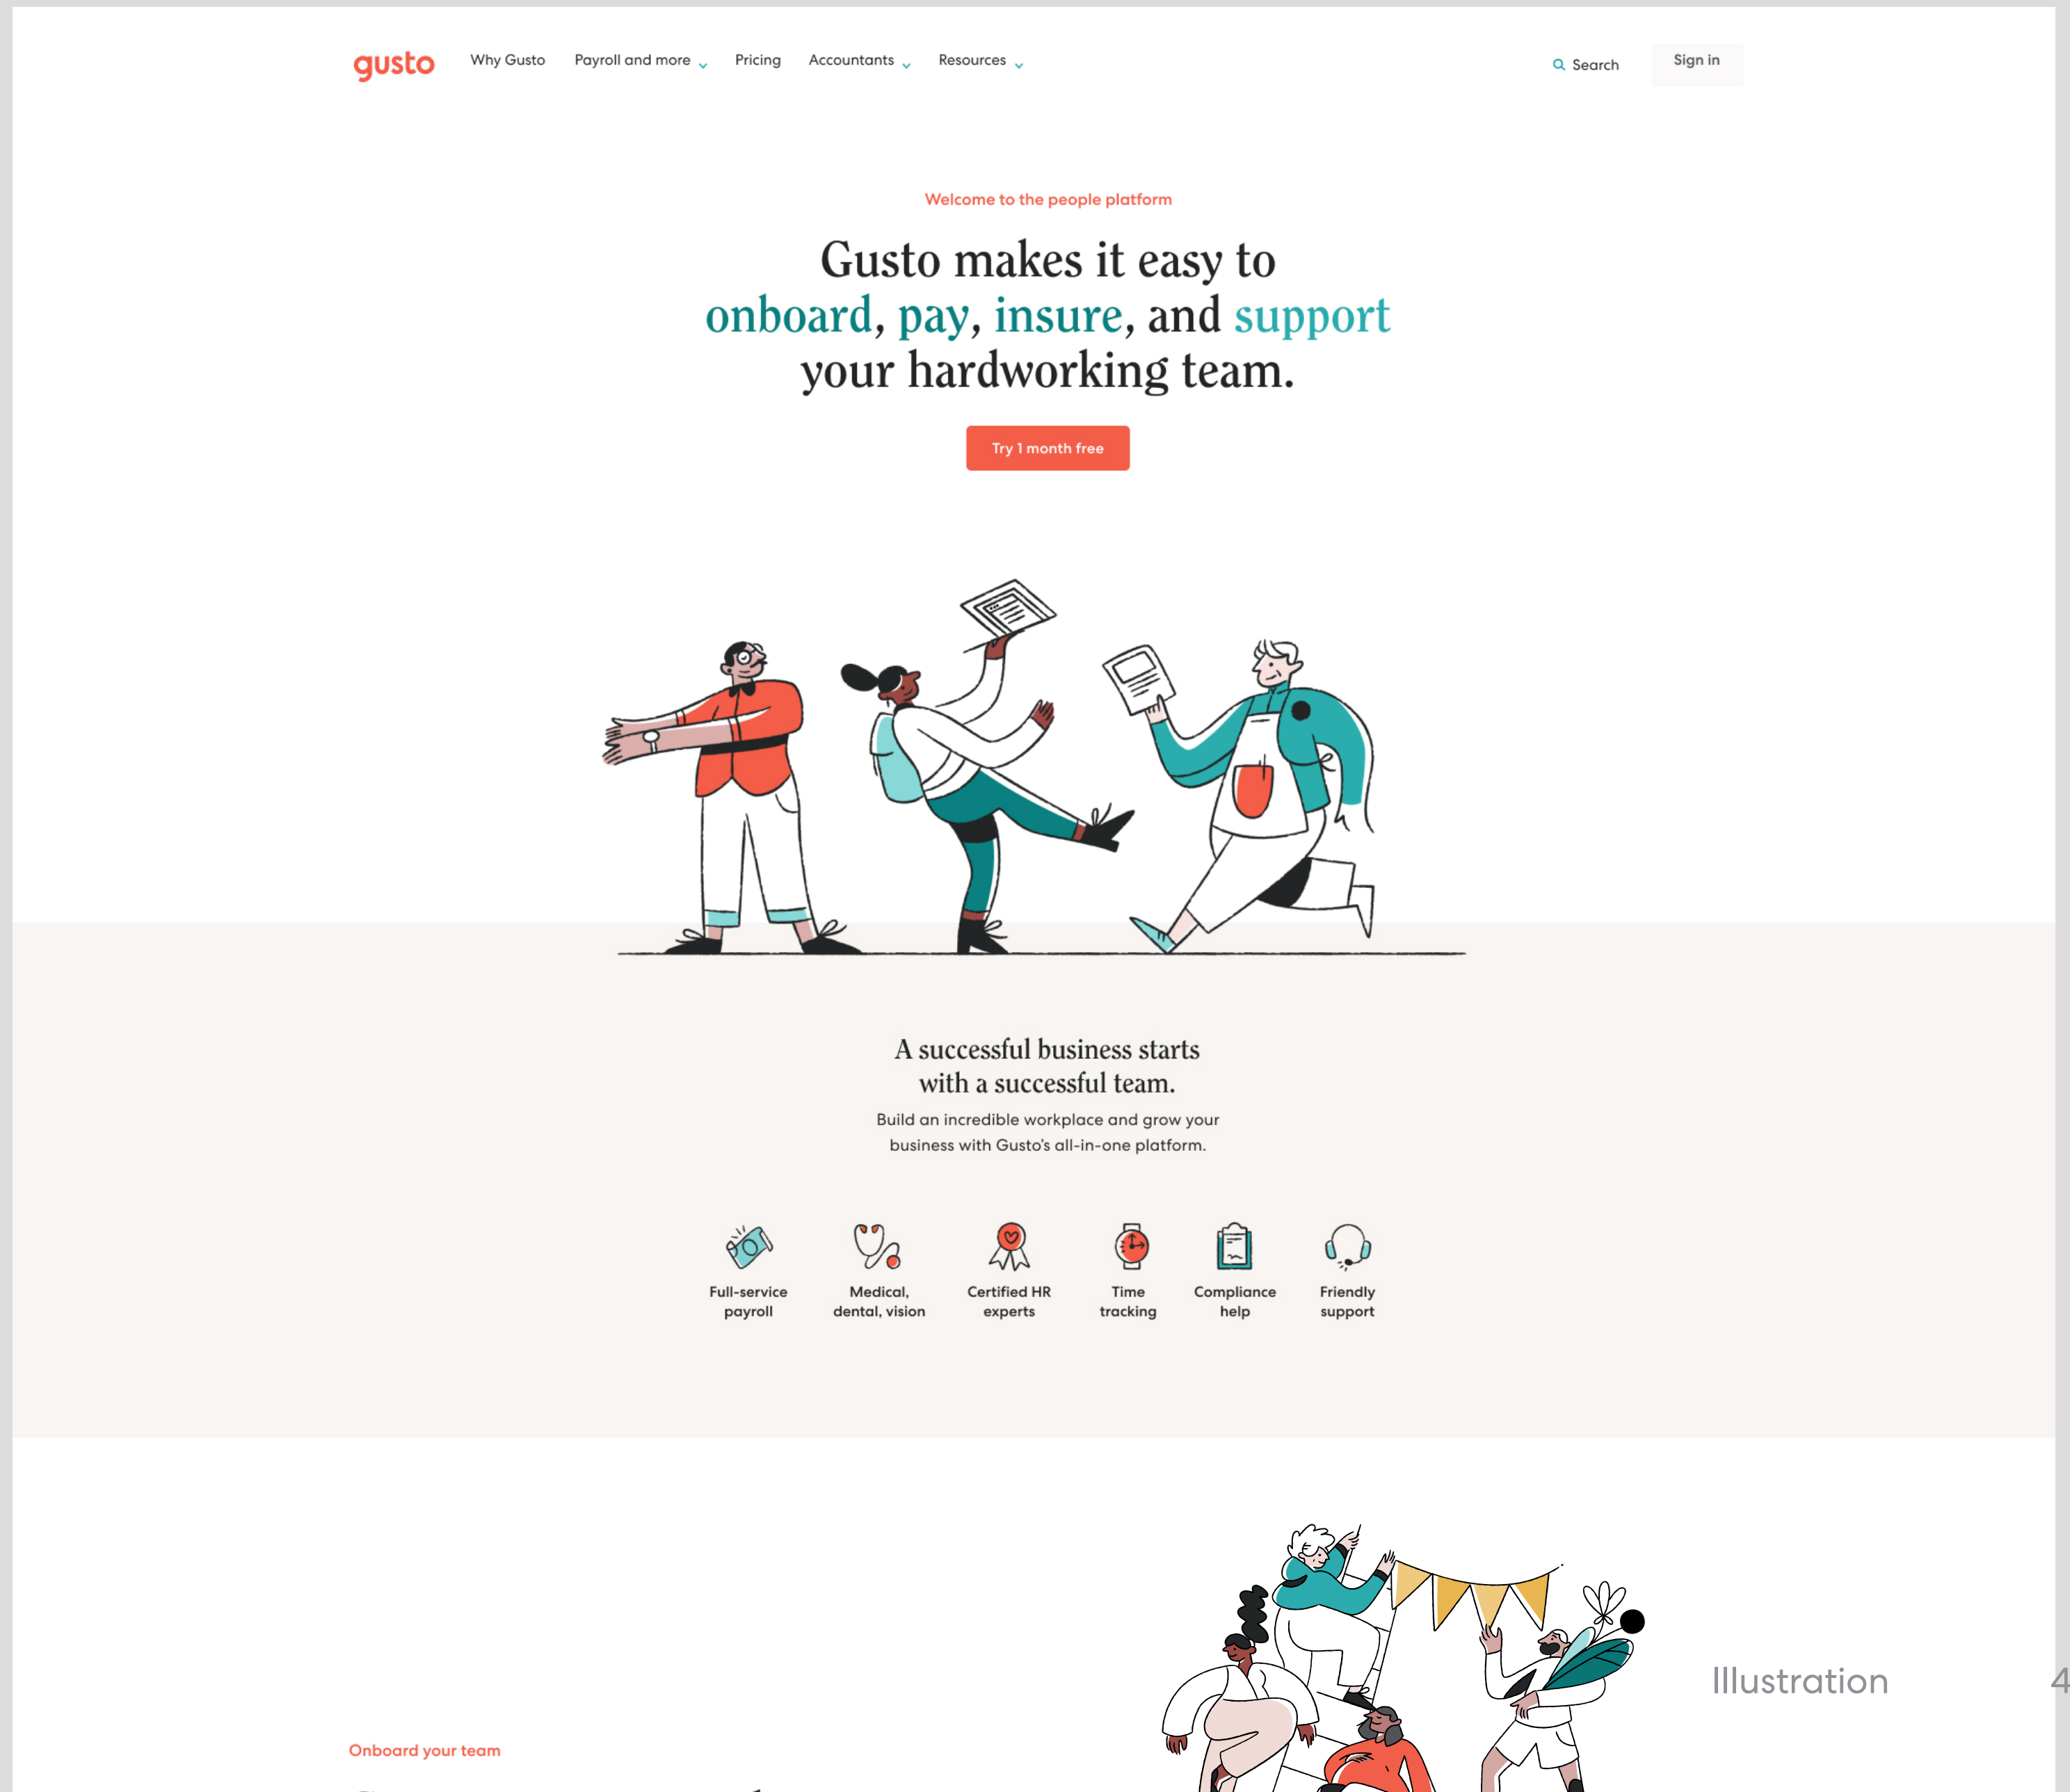 gusto
Why Gusto
Payroll and more
Pricing
Accountants
Resources
Search
Sign in
Welcome to the people platform
Gusto makes it easy to
onboard, pay, insure, and support
your hardworking team.
Try 1 month free
A successful business starts
with a successful team.
Build an incredible workplace and grow your
business with Gusto's all-in-one platform.
Full-service
payroll
Medical,
dental, vision
Certified HR
experts
Time
tracking
Compliance
help
Friendly
support
Illustration
4
Onboard your team